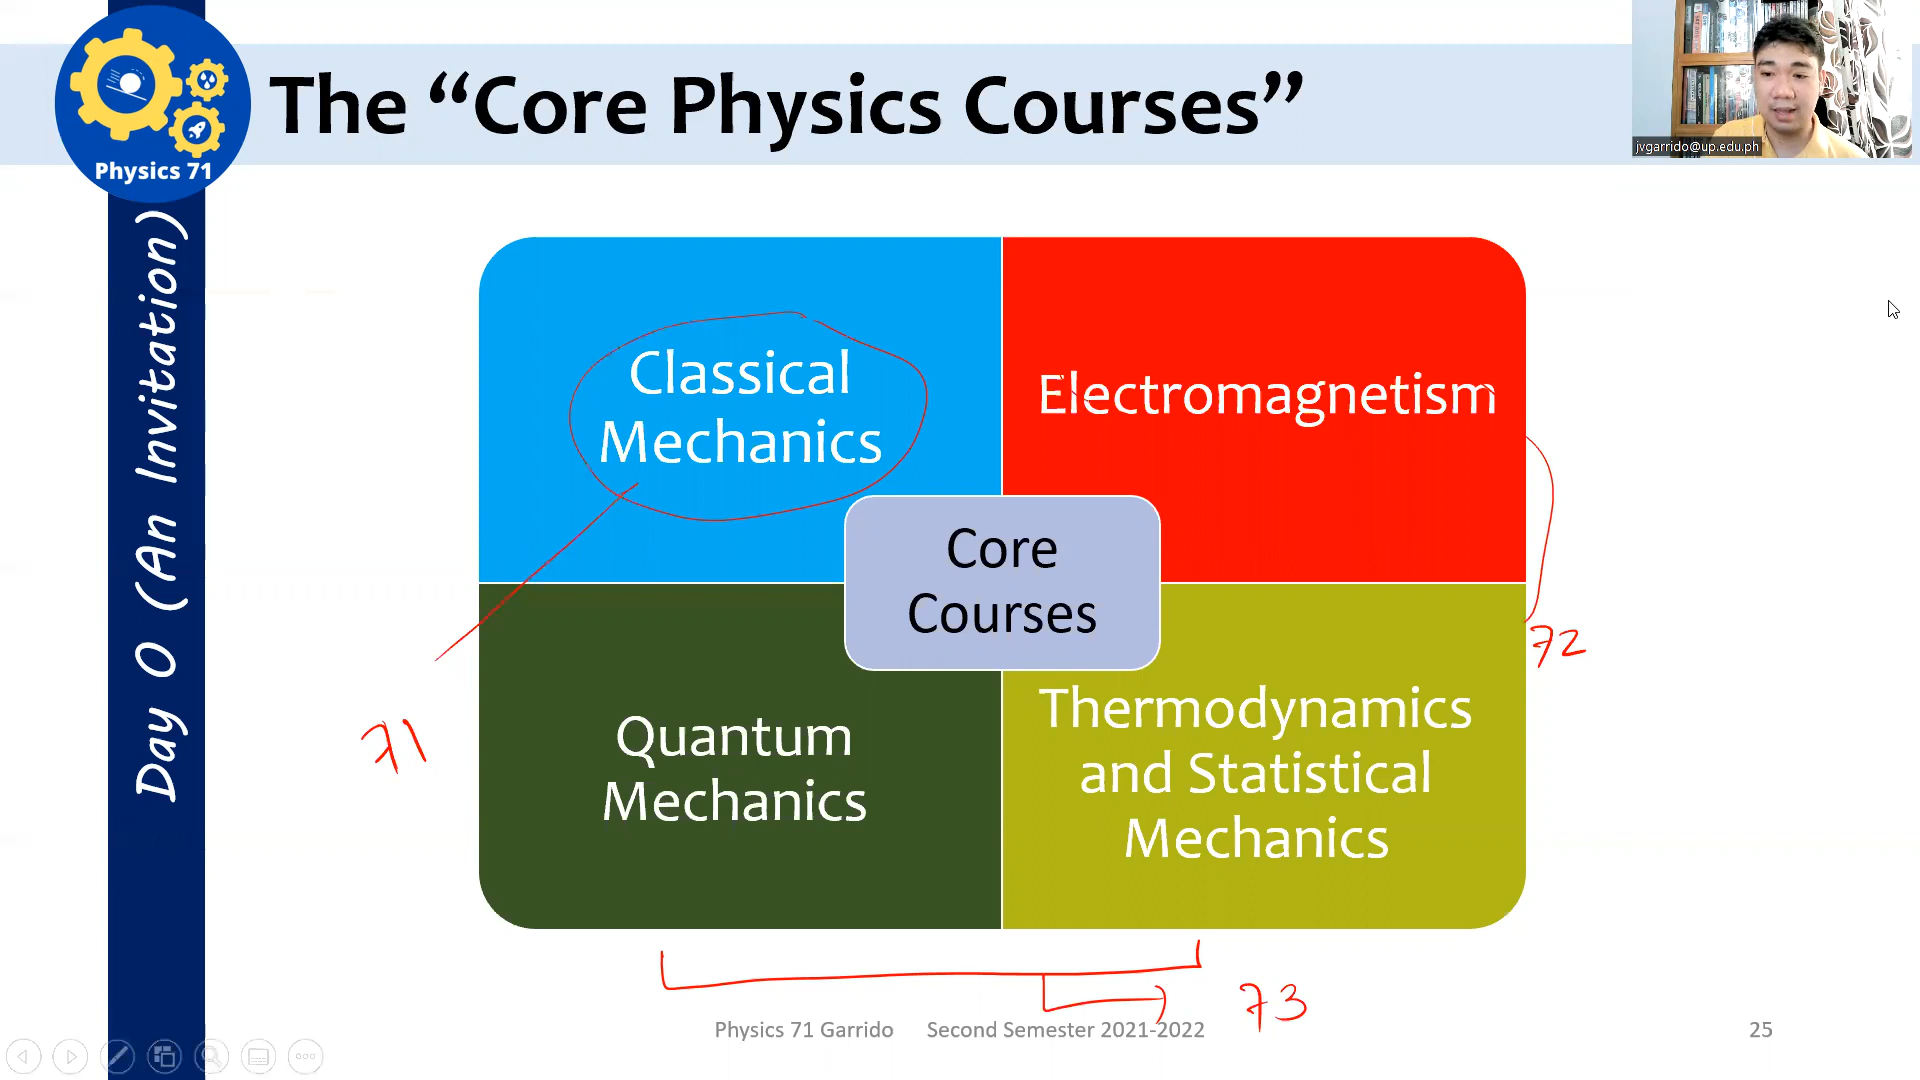 The “Core Physics Courses”
jvgarrido@up.edu.ph
Physics 71
Day 0 (An Invitation)
Classical
Mechanics
Electromagnetism
Core
Courses
72
Quantum
Mechanics
Thermodynamics
and Statistical
Mechanics
71
73
Physics 71 Garrido
Second Semester 2021-2022
25